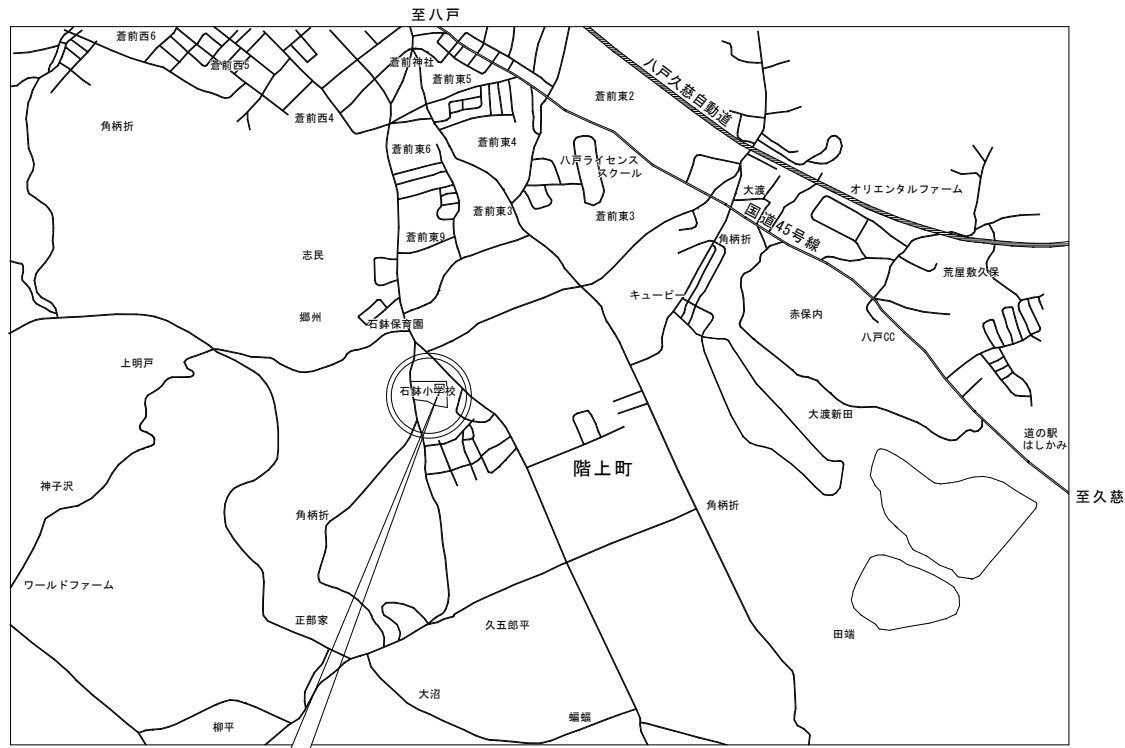 至八戸
蒼前西6
蒼前西5
蒼前神社
蒼前東5
八戸久慈自動道
蒼前東2
蒼前西4
角柄折
蒼前東6
蒼前東4
八戸ライセンス
スクール
大渡
オリエンタルファーム
蒼前東3
蒼前東3
国道45号線
蒼前東9
角柄折
志民
荒屋敷久保
キューピー
郷州
石鉢保育園
赤保内
八戸CC
上明戸
石鉢小学校
大渡新田
道の駅
はしかみ
階上町
神子沢
至久慈
角柄折
角柄折
ワールドファーム
正部家
久五郎平
田端
大沼
蝙蝠
柳平